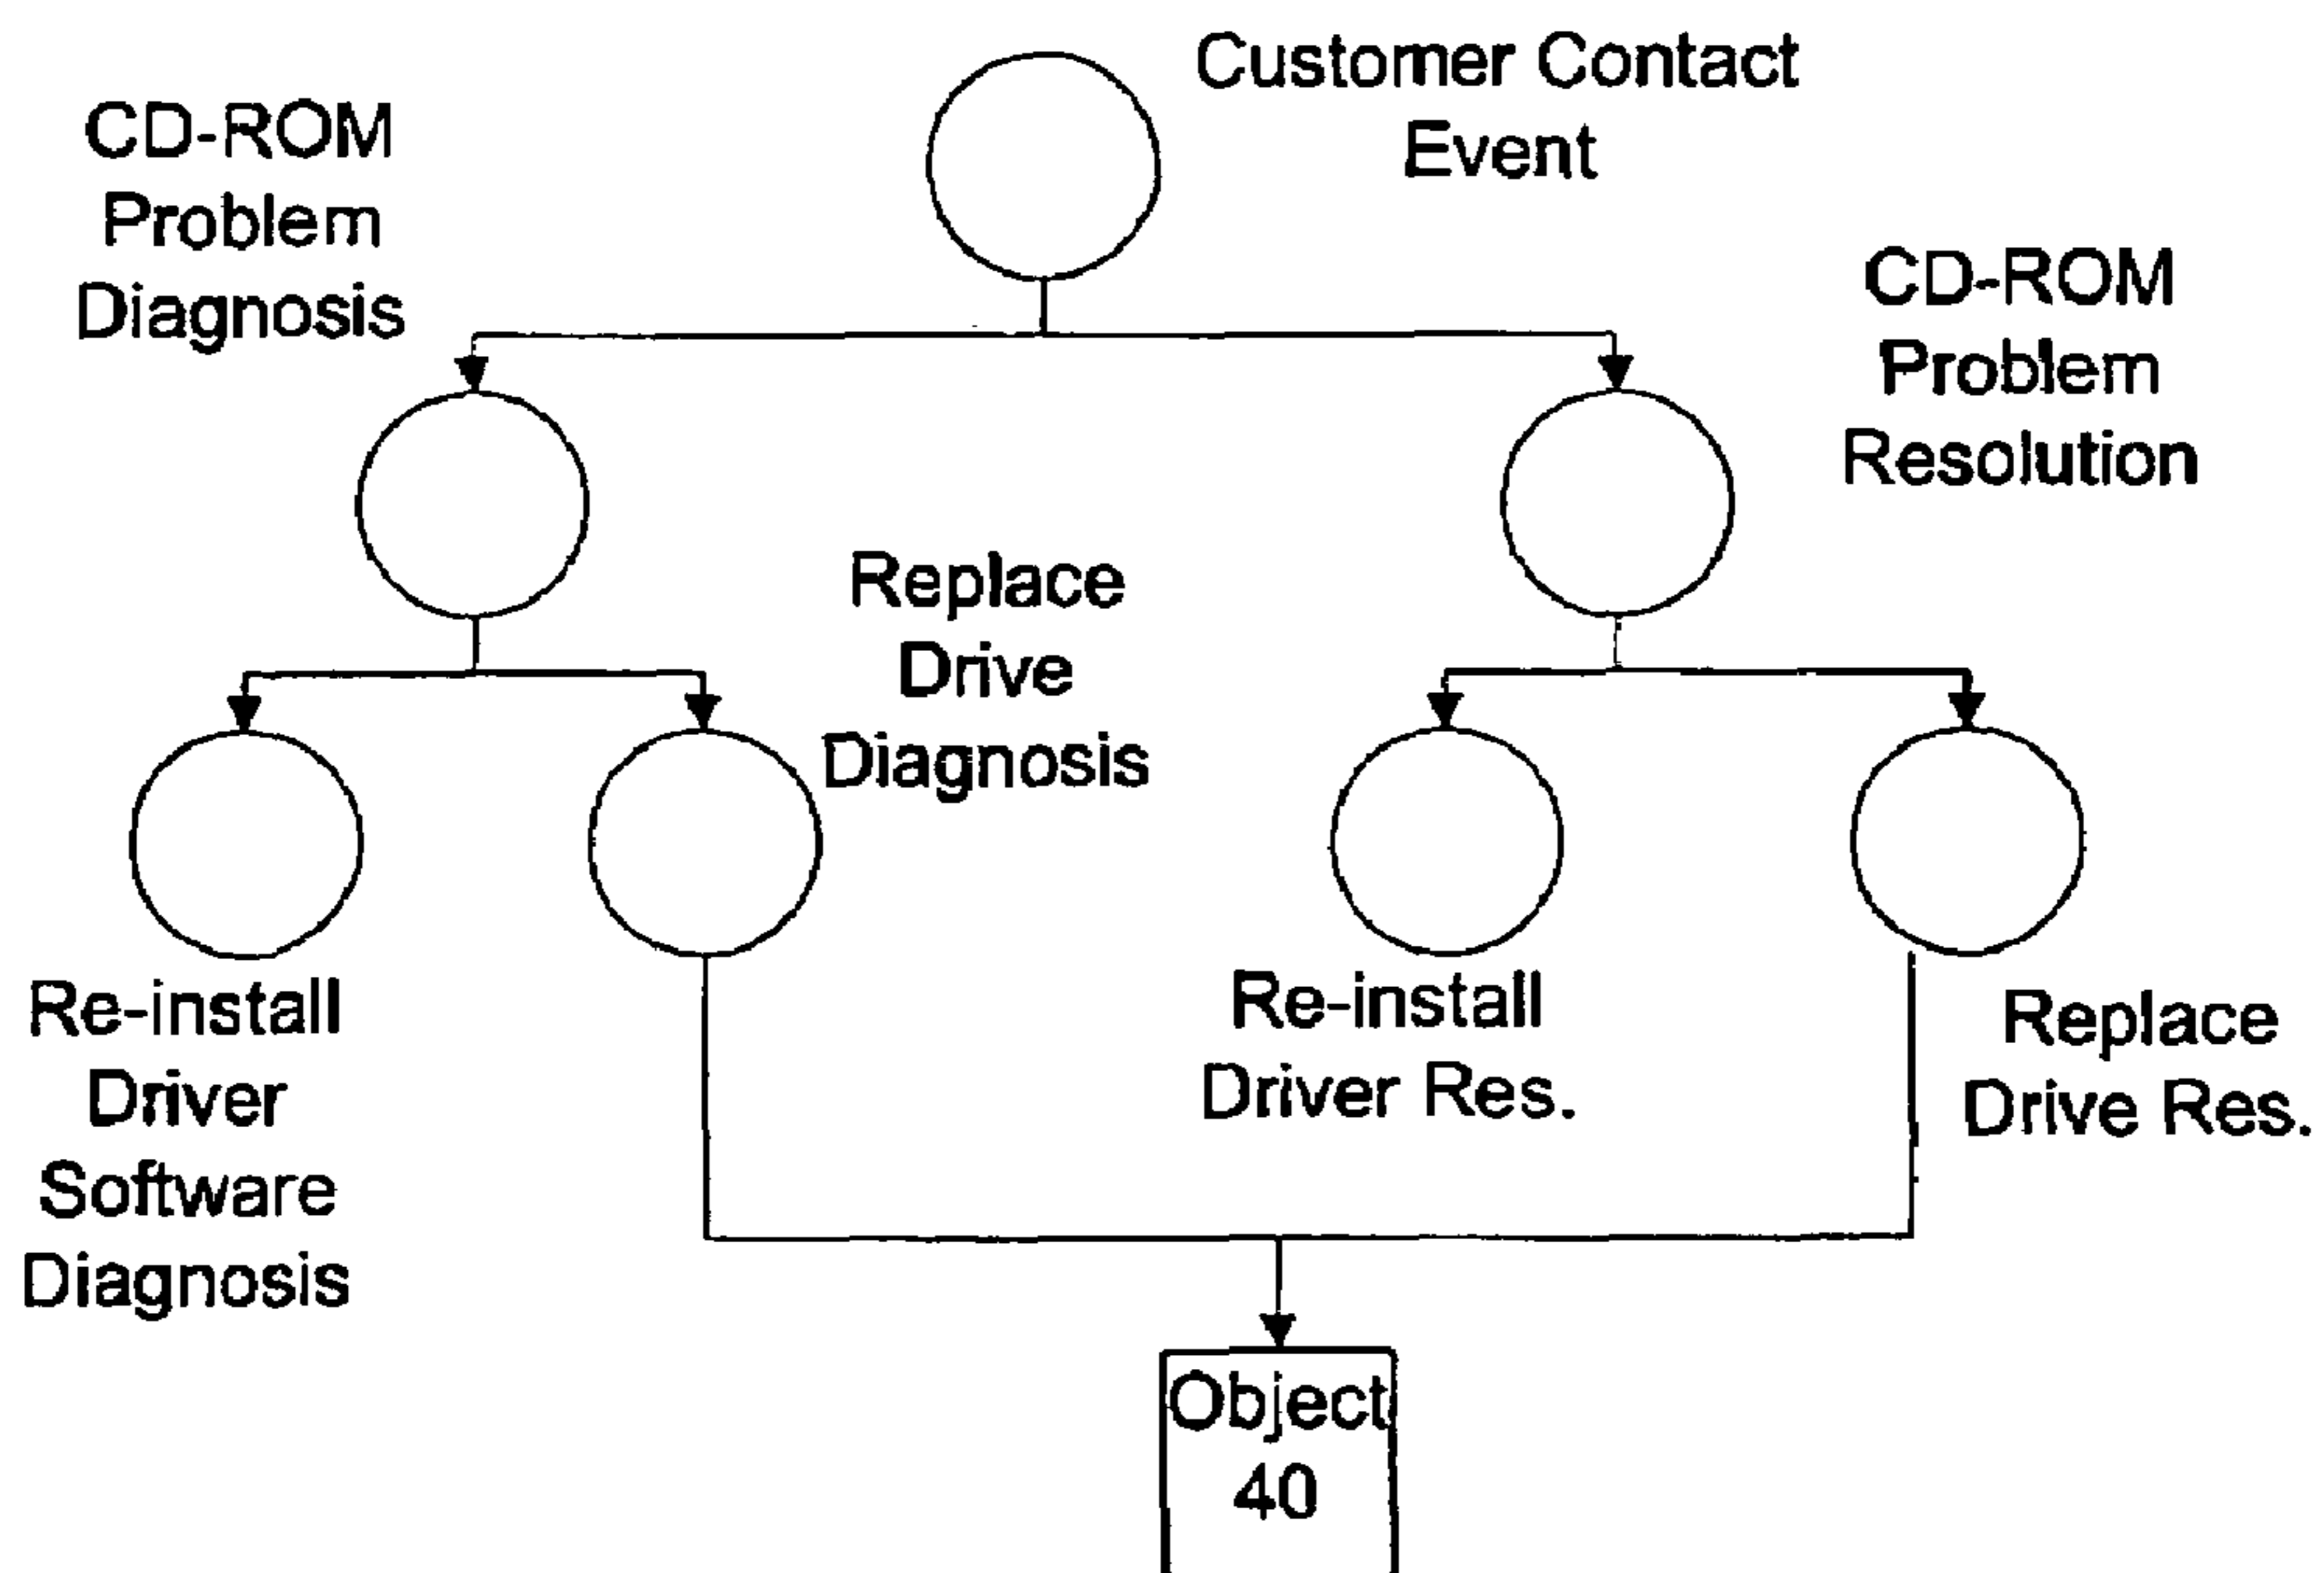 Customer Contact
Event
CD-ROM
Problem
Diagnosis
CD-ROM
Problem
Resolution
Replace
Drive
Diagnosis
Re-install
Driver
Software
Diagnosis
Re-install
Driver Res.
Replace
Drive Res.
Object
40